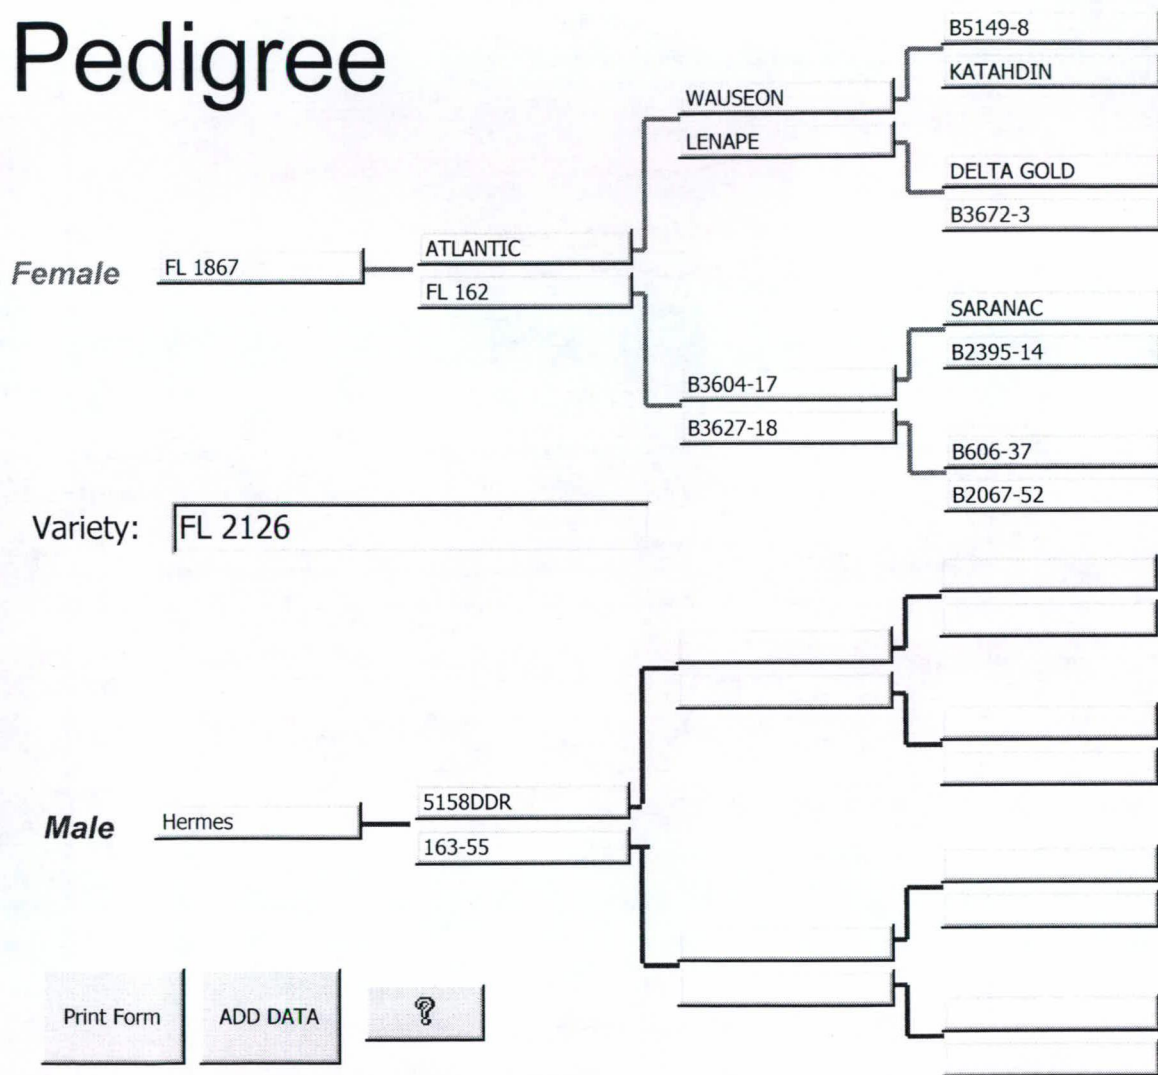 Pedigree
B5149-8
KATAHDIN
WAUSEON
LENAPE
DELTA GOLD
B3672-3
Female
FL 1867
ATLANTIC
FL 162
SARANAC
B2395-14
B3604-17
B3627-18
B606-37
B2067-52
Variety:
FL 2126
Male
Hermes
5158DDR
163-55
Print Form
ADD DATA
?